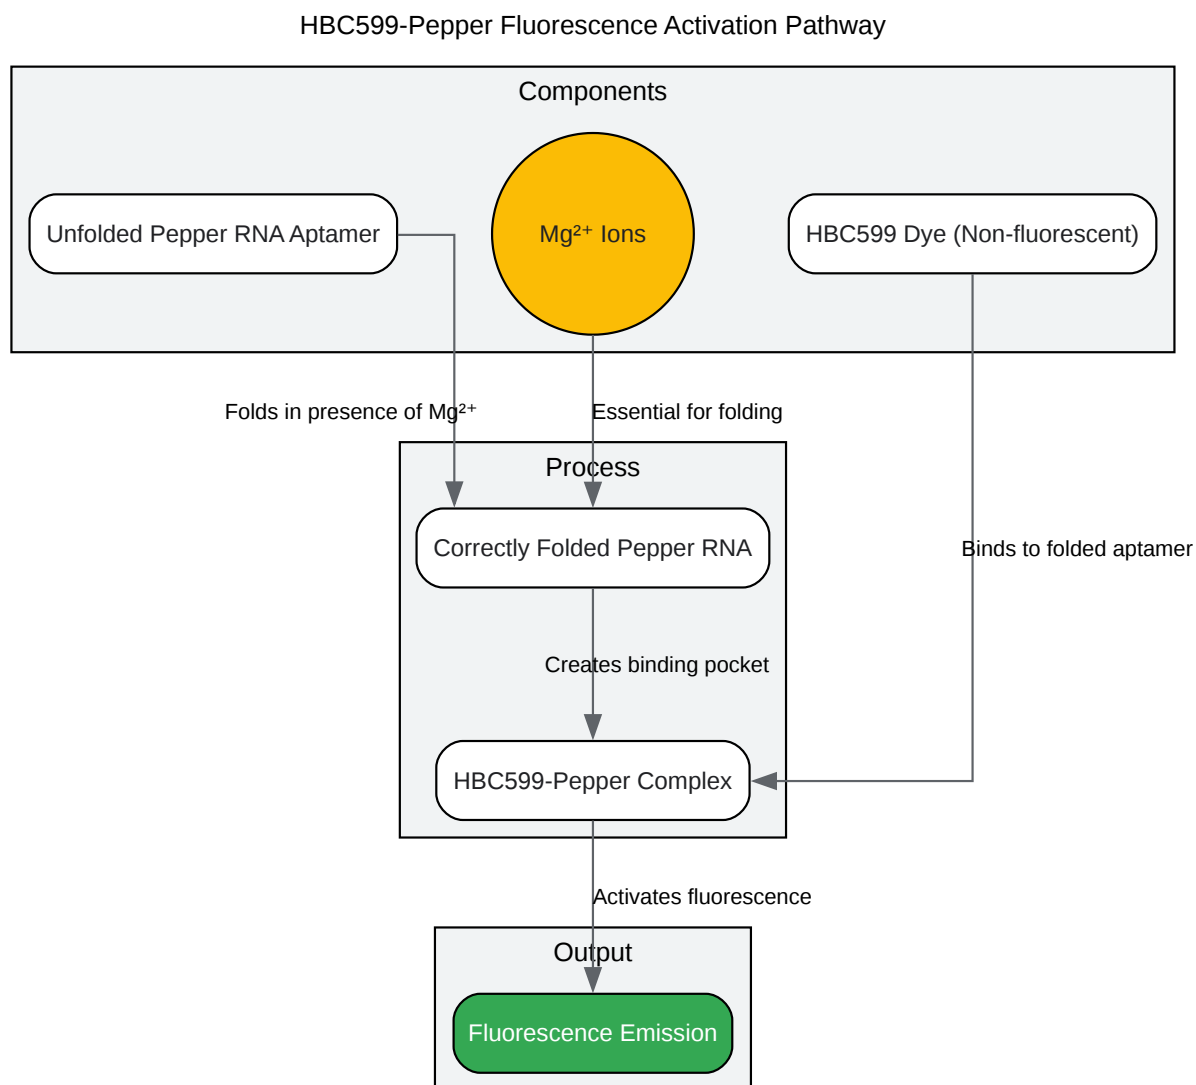 HBC599-Pepper Fluorescence Activation Pathway
Components
Unfolded Pepper RNA Aptamer
Mg²⁺ Ions
HBC599 Dye (Non-fluorescent)
Folds in presence of Mg²⁺
Essential for folding
Process
Correctly Folded Pepper RNA
Binds to folded aptamer
Creates binding pocket
HBC599-Pepper Complex
Activates fluorescence
Output
Fluorescence Emission